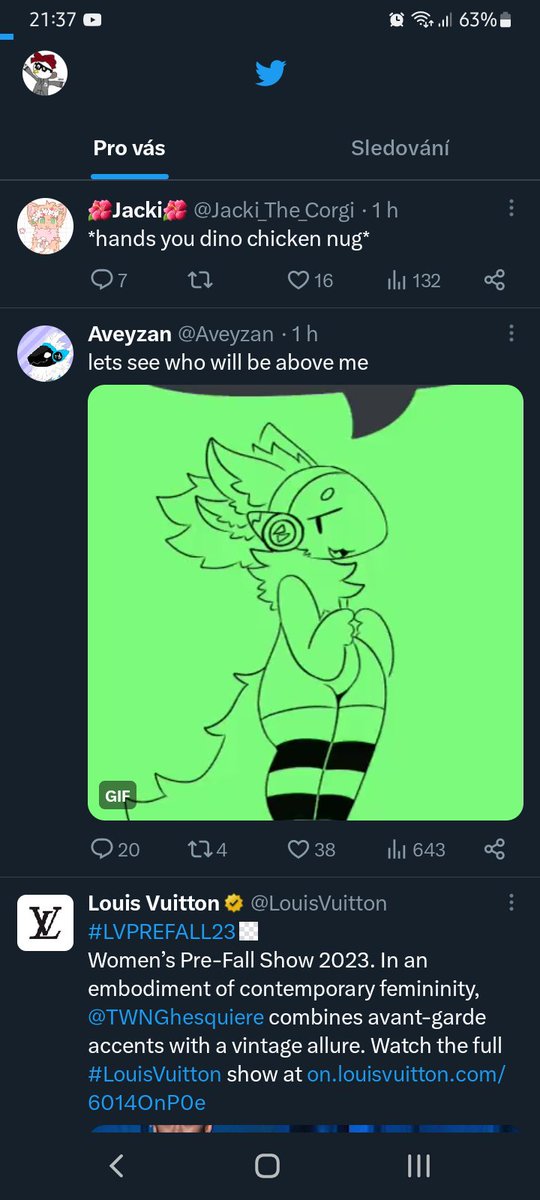 21:37 63%
Pro vás Sledování
🌺Jacki🌺 @Jacki_The_Corgi · 1 h
*hands you dino chicken nug*
7 16 132
Aveyzan @Aveyzan · 1 h
lets see who will be above me
GIF
20 4 38 643
LV
Louis Vuitton @LouisVuitton
#LVPREFALL23
Women’s Pre-Fall Show 2023. In an
embodiment of contemporary femininity,
@TWNGhesquiere combines avant-garde
accents with a vintage allure. Watch the full
#LouisVuitton show at on.louisvuitton.com/
6014OnP0e